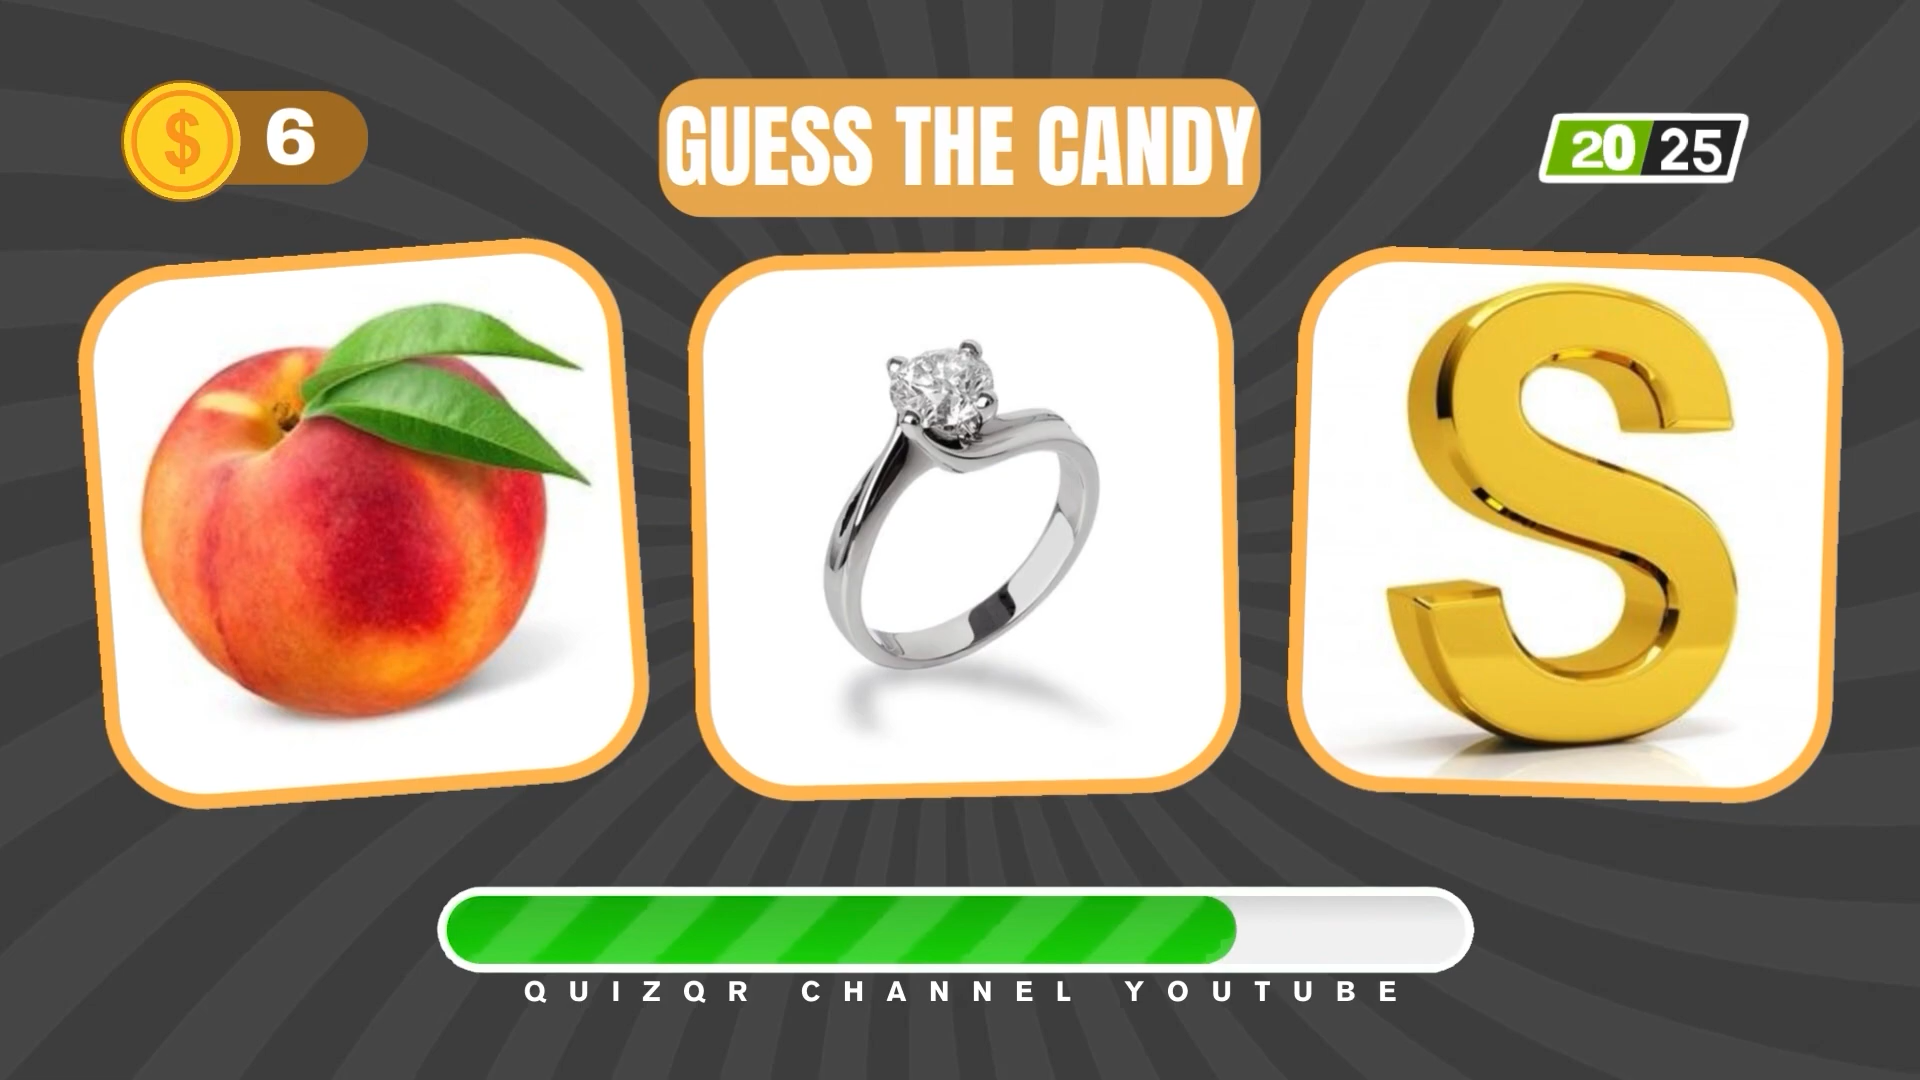 $ 6
GUESS THE CANDY
20 25
S
QUIZQR CHANNEL YOUTUBE